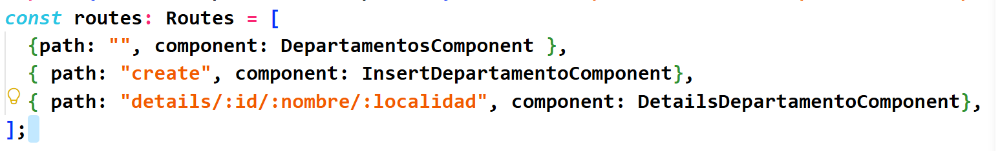 const routes: Routes = [
{path: "", component: DepartamentosComponent },
{ path: "create", component: InsertDepartamentoComponent},
{ path: "details/:id/:nombre/:localidad", component: DetailsDepartamentoComponent},
];